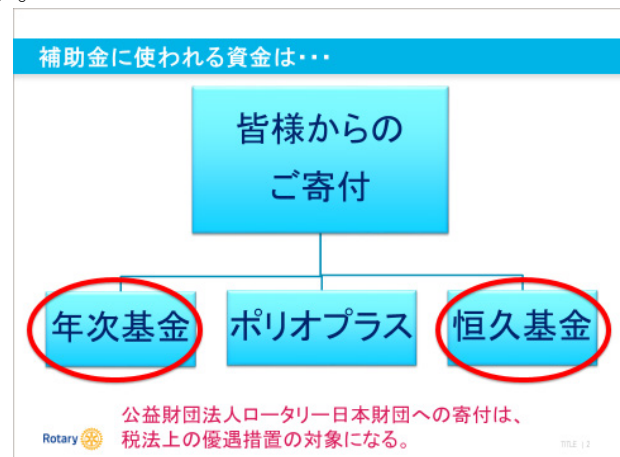 補助金に使われる資金は・・・
皆様からの
ご寄付
年次基金
ポリオプラス
恒久基金
公益財団法人ロータリー日本財団への寄付は、
税法上の優遇措置の対象になる。
Rotary
TITLE | 2